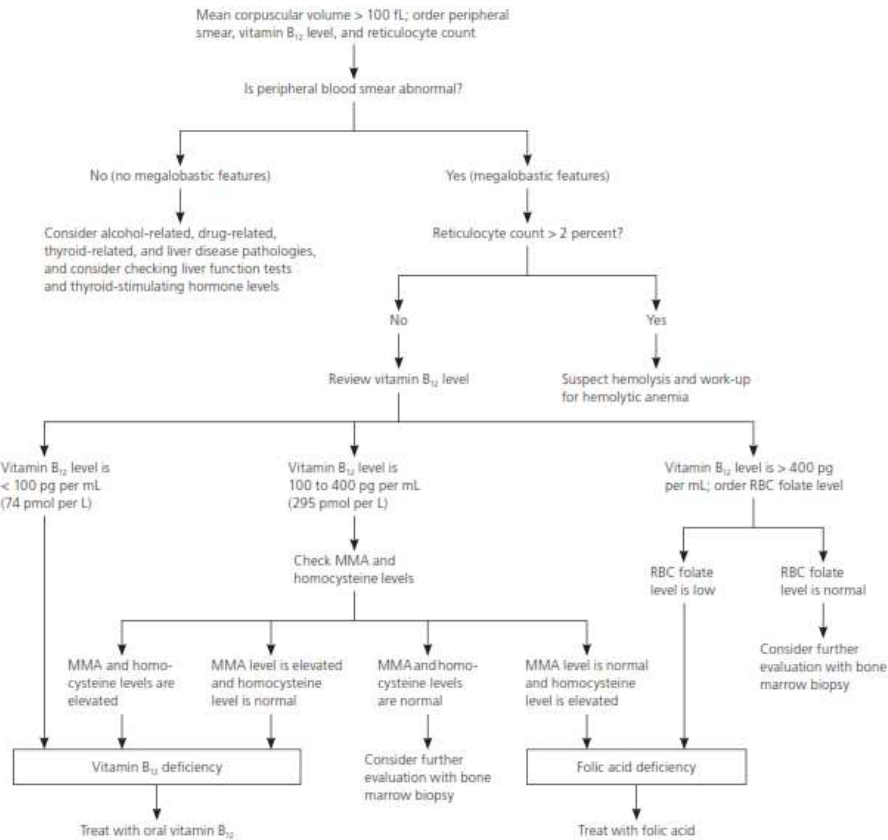 Mean corpuscular volume > 100 fL; order peripheral
smear, vitamin B₁₂ level, and reticulocyte count
Is peripheral blood smear abnormal?
No (no megalobastic features)
Yes (megalobastic features)
Consider alcohol-related, drug-related,
thyroid-related, and liver disease pathologies,
and consider checking liver function tests
and thyroid-stimulating hormone levels
Reticulocyte count > 2 percent?
No
Yes
Review vitamin B₁₂ level
Suspect hemolysis and work-up
for hemolytic anemia
Vitamin B₁₂ level is
< 100 pg per mL
(74 pmol per L)
Vitamin B₁₂ level is
100 to 400 pg per mL
(295 pmol per L)
Vitamin B₁₂ level is > 400 pg
per mL; order RBC folate level
Check MMA and
homocysteine levels
RBC folate
level is low
RBC folate
level is normal
Consider further
evaluation with bone
marrow biopsy
MMA and homo-
cysteine levels are
elevated
MMA level is elevated
and homocysteine
level is normal
MMA and homo-
cysteine levels
are normal
MMA level is normal
and homocysteine
level is elevated
Consider further
evaluation with bone
marrow biopsy
Vitamin B₁₂ deficiency
Folic acid deficiency
Treat with oral vitamin B₁₂
Treat with folic acid